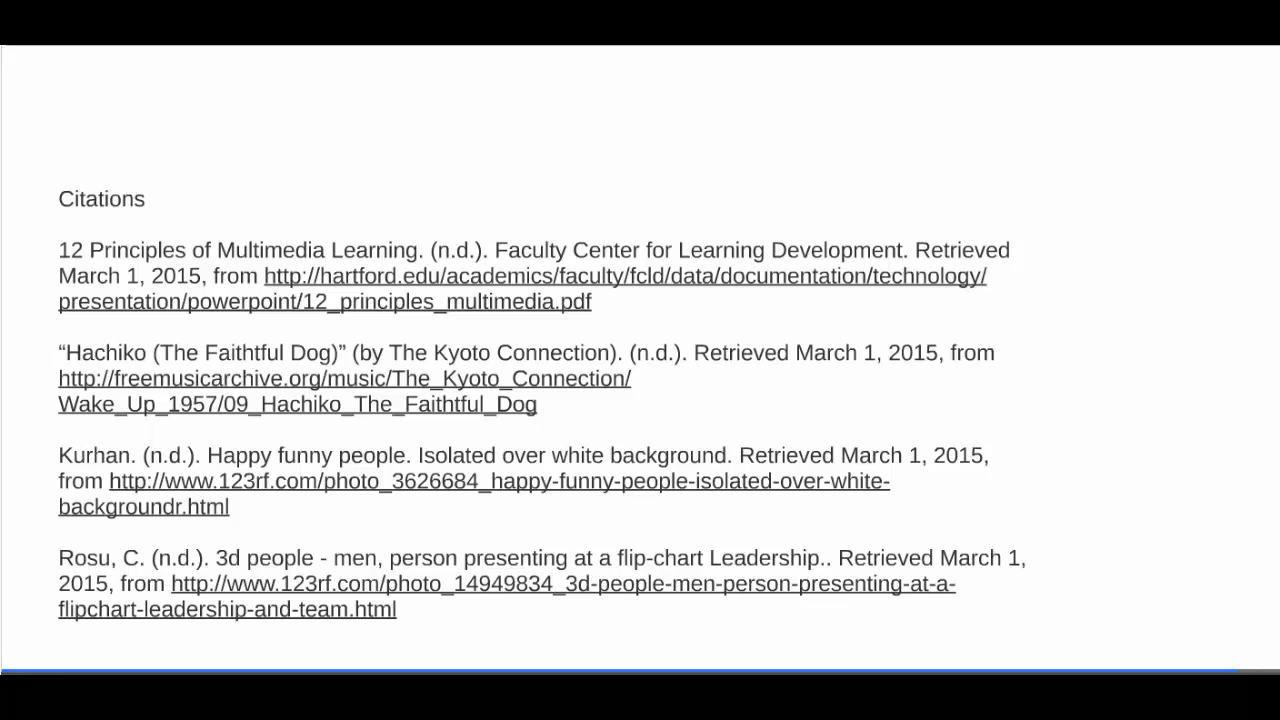 Citations
12 Principles of Multimedia Learning. (n.d.). Faculty Center for Learning Development. Retrieved
March 1, 2015, from http://hartford.edu/academics/faculty/fcld/data/documentation/technology/
presentation/powerpoint/12_principles_multimedia.pdf
“Hachiko (The Faithtful Dog)” (by The Kyoto Connection). (n.d.). Retrieved March 1, 2015, from
http://freemusicarchive.org/music/The_Kyoto_Connection/
Wake_Up_1957/09_Hachiko_The_Faithtful_Dog
Kurhan. (n.d.). Happy funny people. Isolated over white background. Retrieved March 1, 2015,
from http://www.123rf.com/photo_3626684_happy-funny-people-isolated-over-white-
backgroundr.html
Rosu, C. (n.d.). 3d people - men, person presenting at a flip-chart Leadership.. Retrieved March 1,
2015, from http://www.123rf.com/photo_14949834_3d-people-men-person-presenting-at-a-
flipchart-leadership-and-team.html